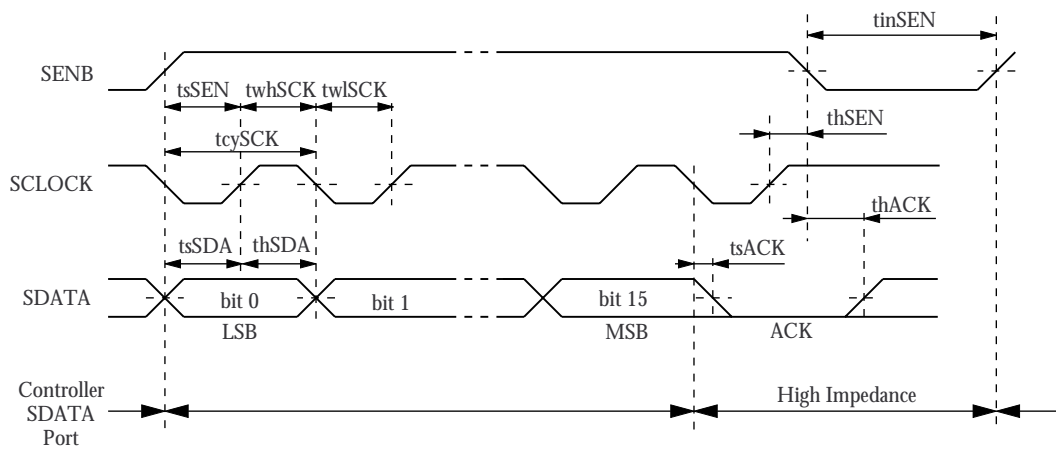 tinSEN
SENB
tsSEN twhSCK twlSCK
thSEN
tcySCK
SCLOCK
thACK
tsSDA thSDA
tsACK
SDATA
bit 0 bit 1 bit 15
LSB MSB ACK
Controller
SDATA
Port
High Impedance